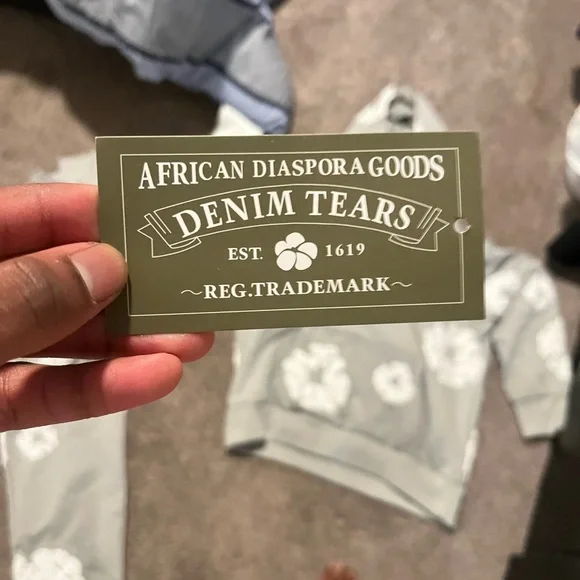 AFRICAN DIASPORA GOODS
DENIM TEARS
EST. 1619
~REG.TRADEMARK~